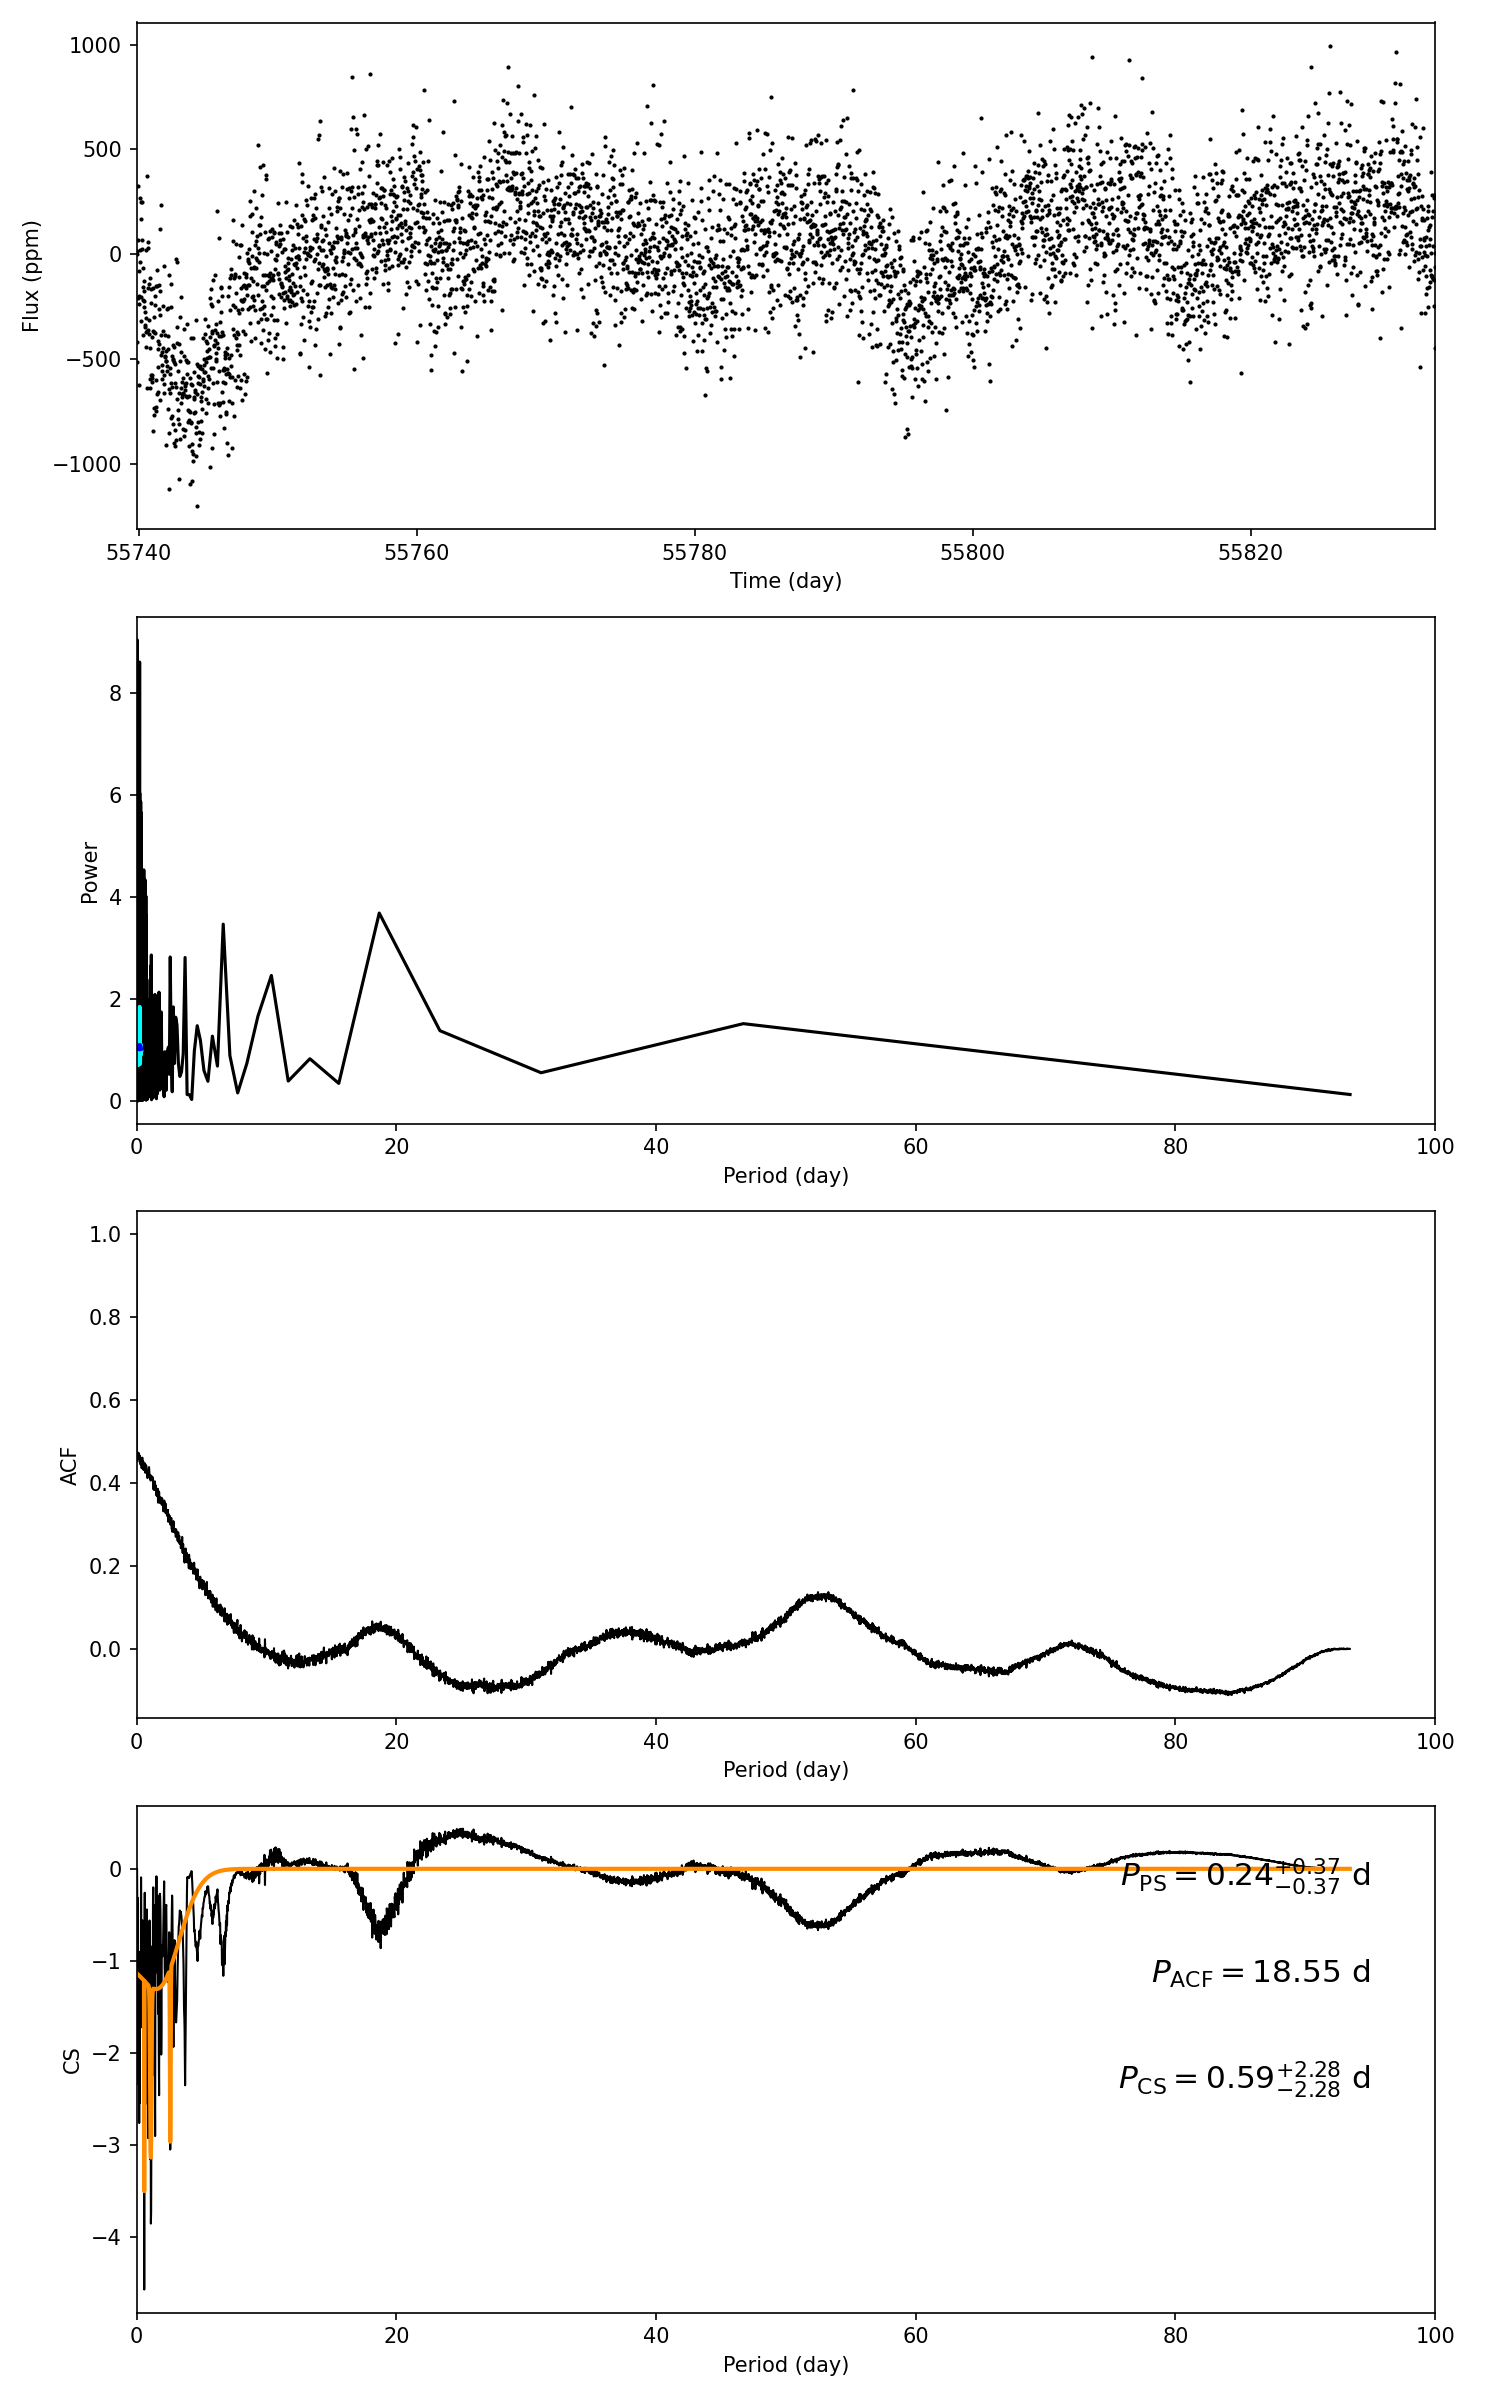 1000
500
0
−500
−1000
Flux (ppm)
55740 55760 55780 55800 55820
Time (day)
8
6
4
2
0
Power
0 20 40 60 80 100
Period (day)
1.0
0.8
0.6
0.4
0.2
0.0
ACF
0 20 40 60 80 100
Period (day)
0
−1
−2
−3
−4
CS
P_PS = 0.24^{+0.37}_{−0.37} d
P_ACF = 18.55 d
P_CS = 0.59^{+2.28}_{−2.28} d
0 20 40 60 80 100
Period (day)